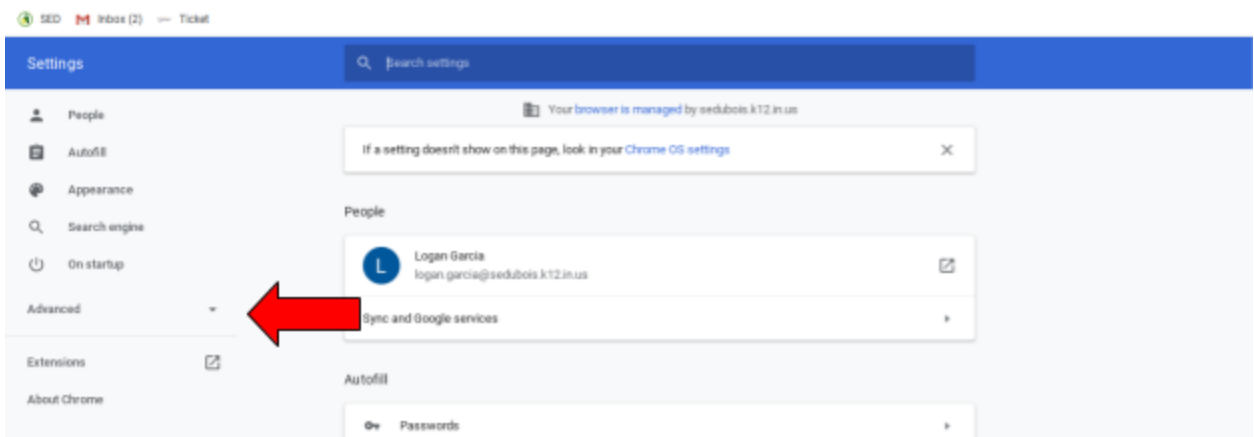 SED Inbox (2) Ticket
Settings
Search settings
People
Autofill
Appearance
Search engine
On startup
Advanced
Extensions
About Chrome
Your browser is managed by sedubois.k12.in.us
If a setting doesn't show on this page, look in your Chrome OS settings
People
L
Logan Garcia
logan.garcia@sedubois.k12.in.us
Sync and Google services
Autofill
Passwords